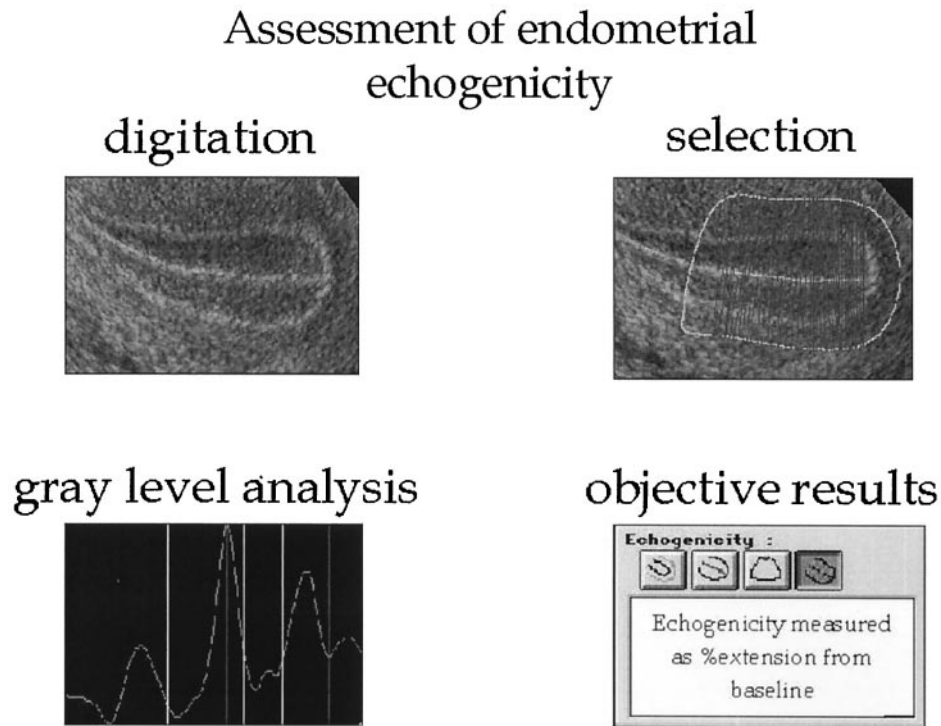 Assessment of endometrial
echogenicity
digitation
selection
gray level analysis
objective results
Echogenicity :
Echogenicity measured
as %extension from
baseline